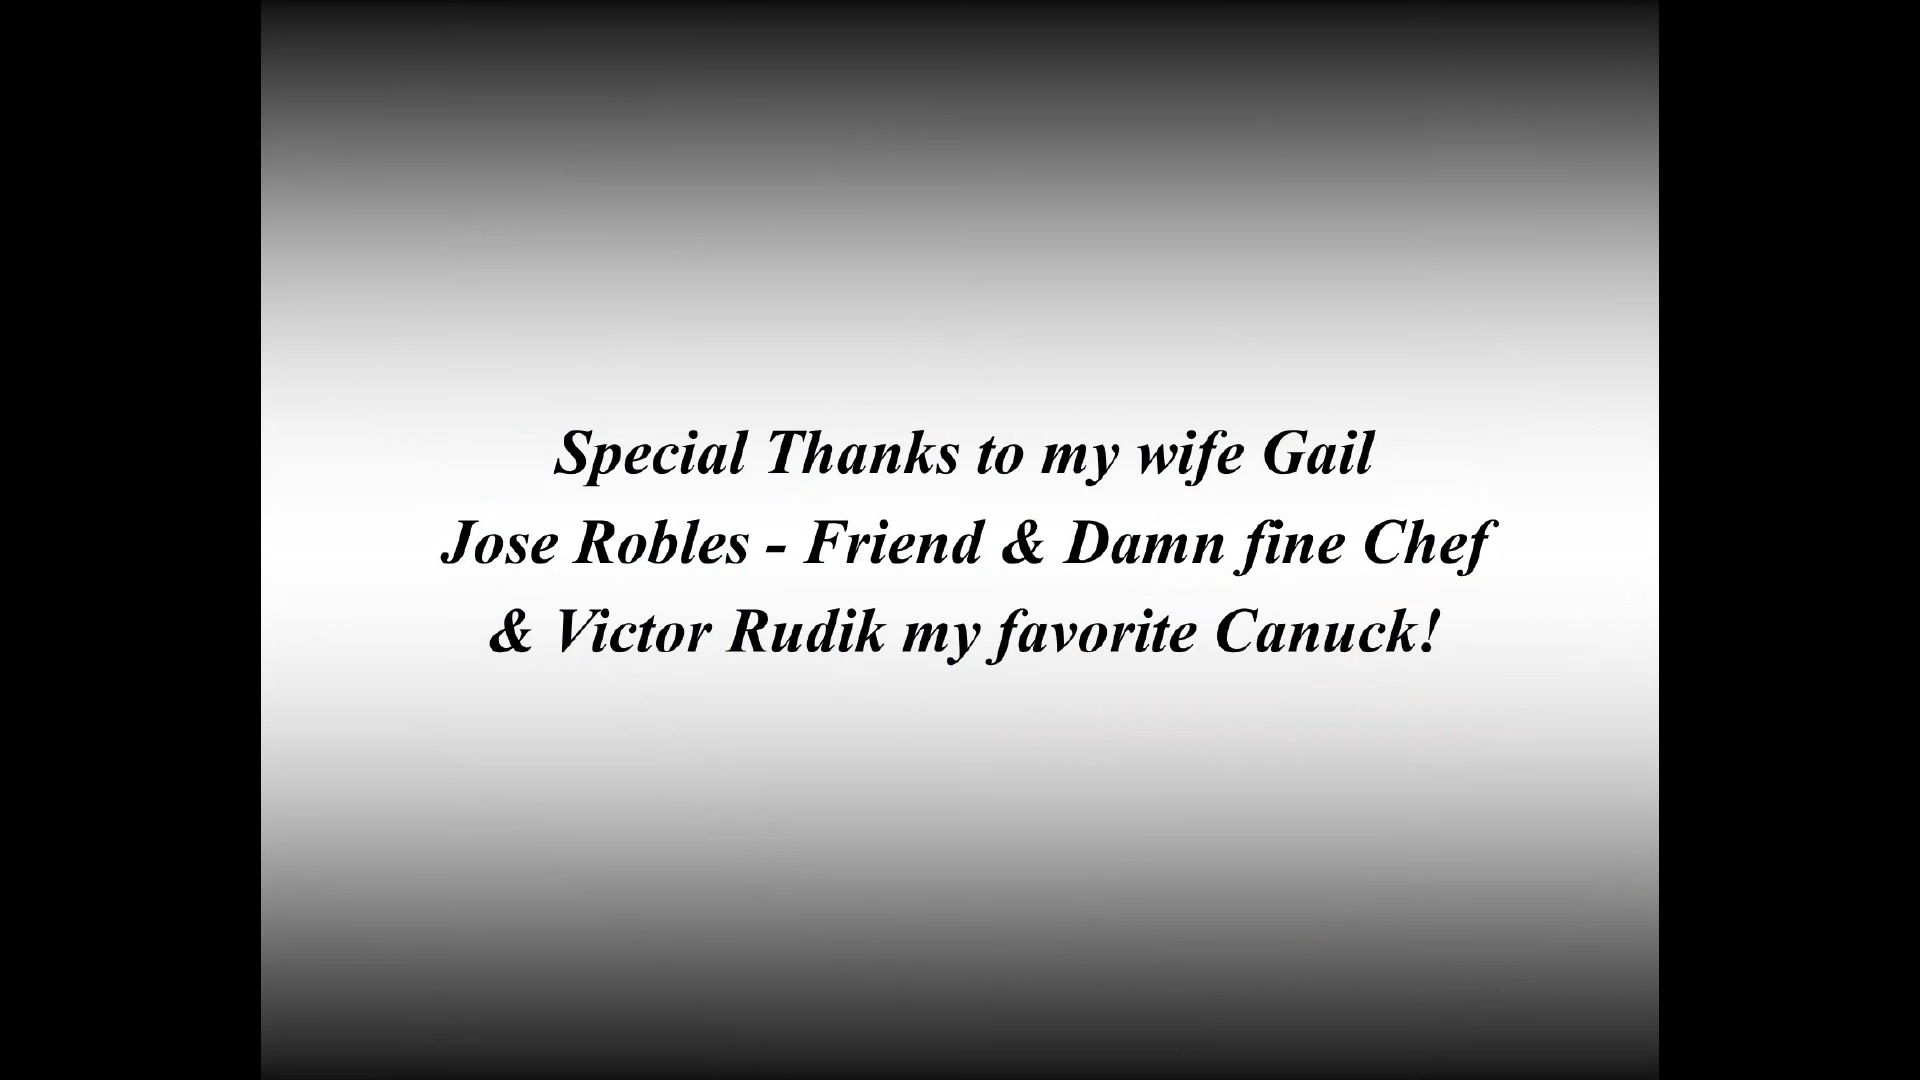 Special Thanks to my wife Gail
Jose Robles - Friend & Damn fine Chef
& Victor Rudik my favorite Canuck!